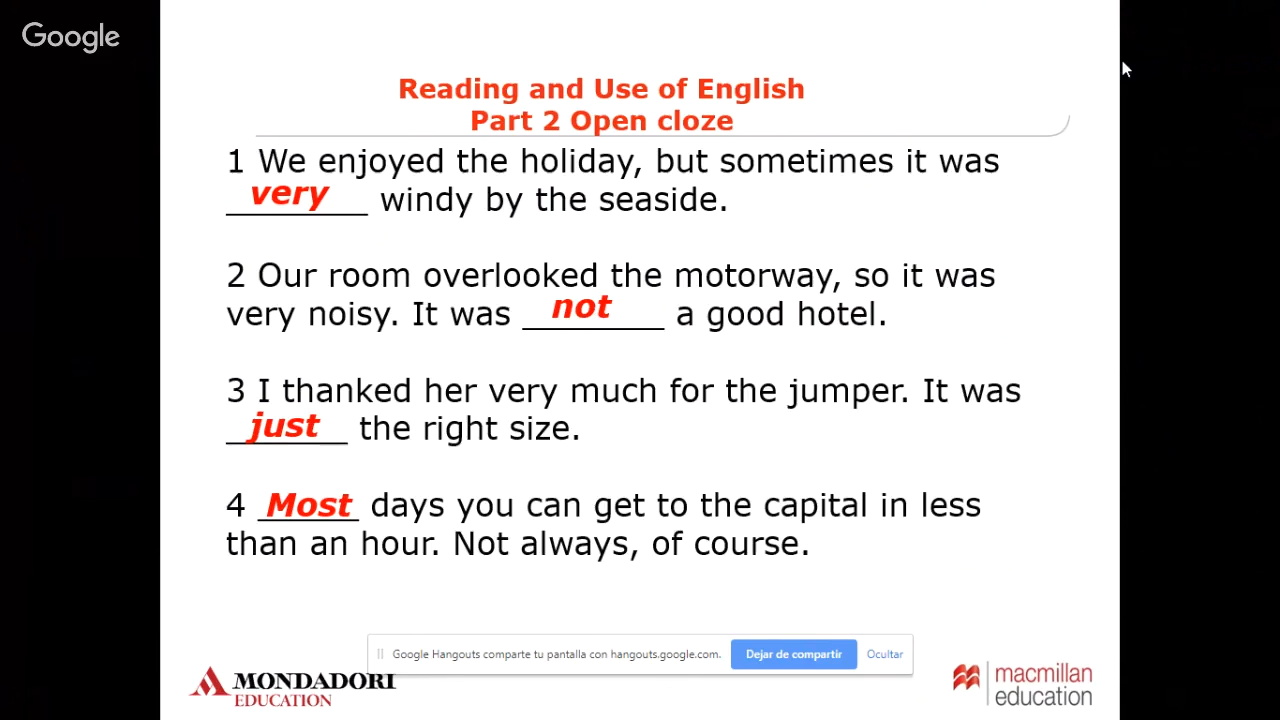 Google
Reading and Use of English
Part 2 Open cloze
1 We enjoyed the holiday, but sometimes it was
very windy by the seaside.
2 Our room overlooked the motorway, so it was
very noisy. It was not a good hotel.
3 I thanked her very much for the jumper. It was
just the right size.
4 Most days you can get to the capital in less
than an hour. Not always, of course.
Google Hangouts comparte tu pantalla con hangouts.google.com. Dejar de compartir Ocultar
MONDADORI
EDUCATION
macmillan
education